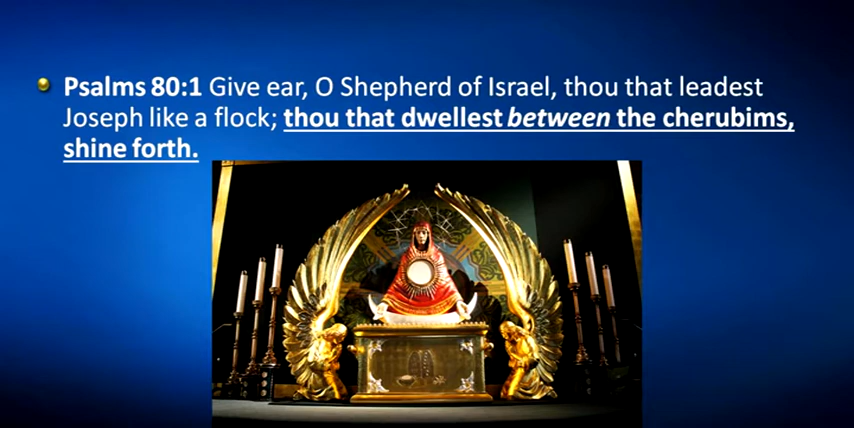 Psalms 80:1 Give ear, O Shepherd of Israel, thou that leadest
Joseph like a flock; thou that dwellest between the cherubims,
shine forth.